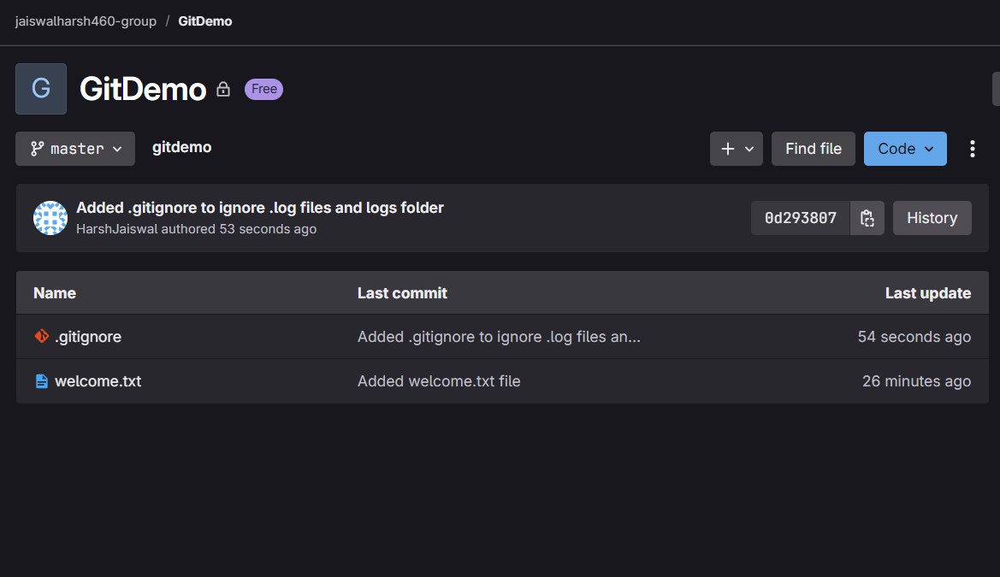 jaiswalharsh460-group / GitDemo
G GitDemo Free
master gitdemo Find file Code
Added .gitignore to ignore .log files and logs folder
HarshJaiswal authored 53 seconds ago
0d293807 History
Name Last commit Last update
.gitignore Added .gitignore to ignore .log files an... 54 seconds ago
welcome.txt Added welcome.txt file 26 minutes ago